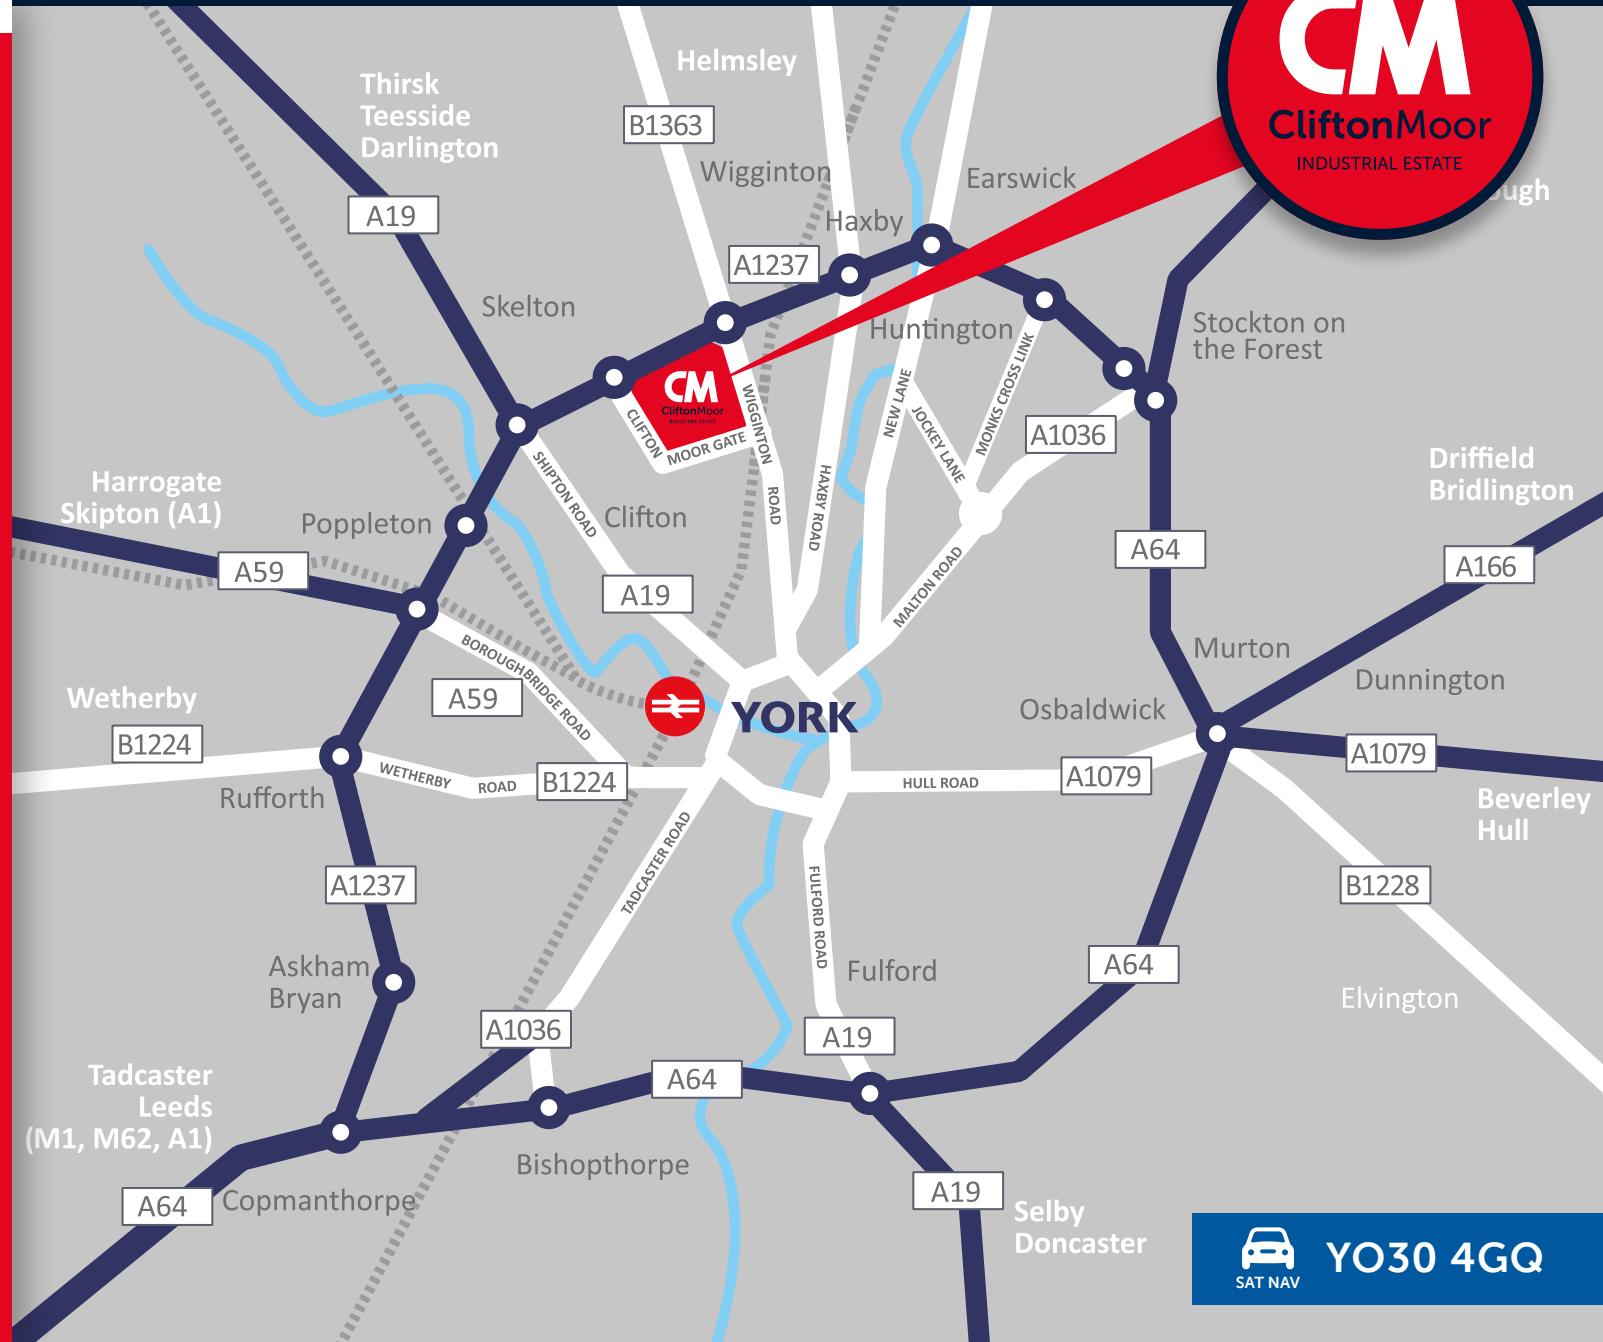 CM
CliftonMoor
INDUSTRIAL ESTATE
Helmsley
Thirsk
Teesside
Darlington
B1363
Wigginton
Earswick
ough
A19
Haxby
A1237
Skelton
Huntington
Stockton on
the Forest
CM
CliftonMoor
INDUSTRIAL ESTATE
CLIFTON
MOOR GATE
WIGGINTON
ROAD
HAXBY ROAD
NEW LANE
JOCKEY LANE
MONKS CROSS LINK
A1036
Driffield
Bridlington
Harrogate
Skipton (A1)
Poppleton
SHIPTON ROAD
Clifton
A59
A19
MALTON ROAD
A64
A166
BOROUGHBRIDGE ROAD
Murton
Dunnington
Wetherby
A59
YORK
Osbaldwick
B1224
WETHERBY
ROAD
B1224
HULL ROAD
A1079
A1079
Rufforth
Beverley
Hull
TADCASTER ROAD
FULFORD ROAD
A1237
B1228
Askham
Bryan
Fulford
A64
Elvington
A1036
A19
Tadcaster
Leeds
(M1, M62, A1)
A64
Bishopthorpe
A64
Copmanthorpe
A19
Selby
Doncaster
SAT NAV
YO30 4GQ